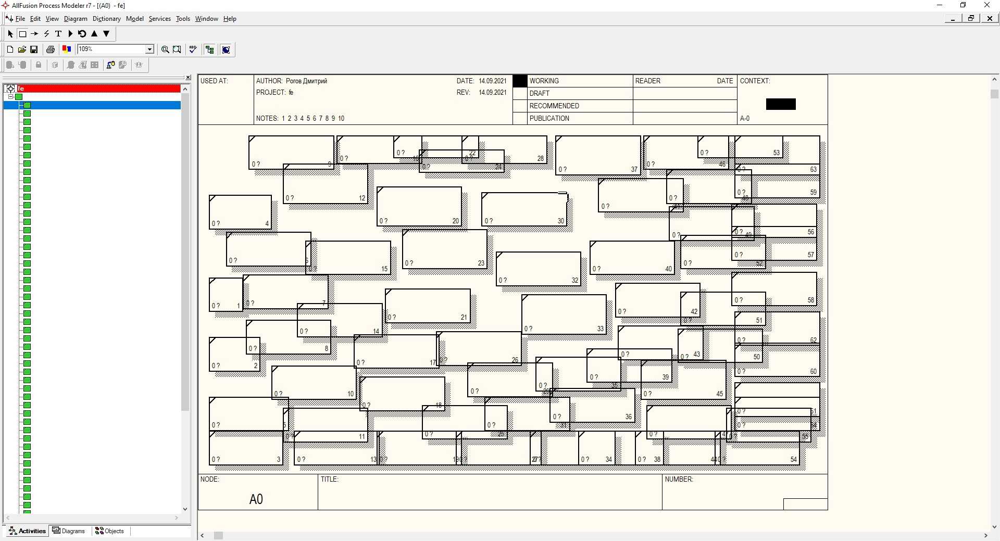 AllFusion Process Modeler r7 - [(A0) - fe]
File Edit View Diagram Dictionary Model Services Tools Window Help
109%
ABC
fe
USED AT:
AUTHOR: Рогов Дмитрий
DATE: 14.09.2021
PROJECT: fe
REV: 14.09.2021
NOTES: 1 2 3 4 5 6 7 8 9 10
WORKING
DRAFT
RECOMMENDED
PUBLICATION
READER DATE
CONTEXT:
A-0
0 ? 22
0 ? 53
0 ? 9
0 ?
0 ? 28
0 ? 24
0 ? 46
0 ? 37
0 ? 63
0 ? 59
0 ? 12
0 ? 48
0 ? 41
0 ? 4
0 ? 20
0 ? 30
0 ? 49
0 ? 56
0 ? 57
0 ? 6
0 ? 15
0 ? 23
0 ? 40
0 ? 52
0 ? 32
0 ? 1
0 ? 7
0 ? 21
0 ? 42
0 ? 58
0 ? 51
0 ? 14
0 ? 33
0 ? 62
0 ? 8
0 ? 43
0 ? 50
0 ? 2
0 ? 17
0 ? 26
0 ? 39
0 ? 60
0 ? 35
0 ? 10
0 ? 29
0 ? 45
0 ? 18
0 ? 36
0 ? 61
0 ? 5
0 ? 31
0 ? 64
0 ? 11
0 ? 25
0 ? 47
0 ? 55
0 ? 3
0 ? 13
0 ? 19
0 ? 27
0 ? 34
0 ? 38
0 ? 44
0 ? 54
NODE:
TITLE:
NUMBER:
A0
Activities Diagrams Objects